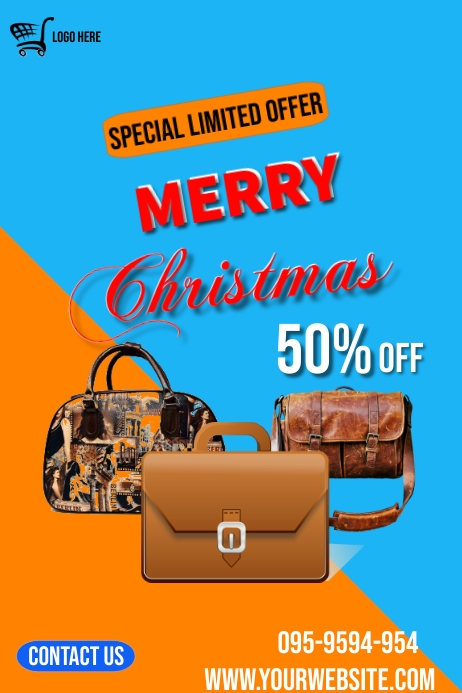 LOGO HERE
SPECIAL LIMITED OFFER
MERRY
Christmas
50% OFF
CONTACT US
095-9594-954
WWW.YOURWEBSITE.COM